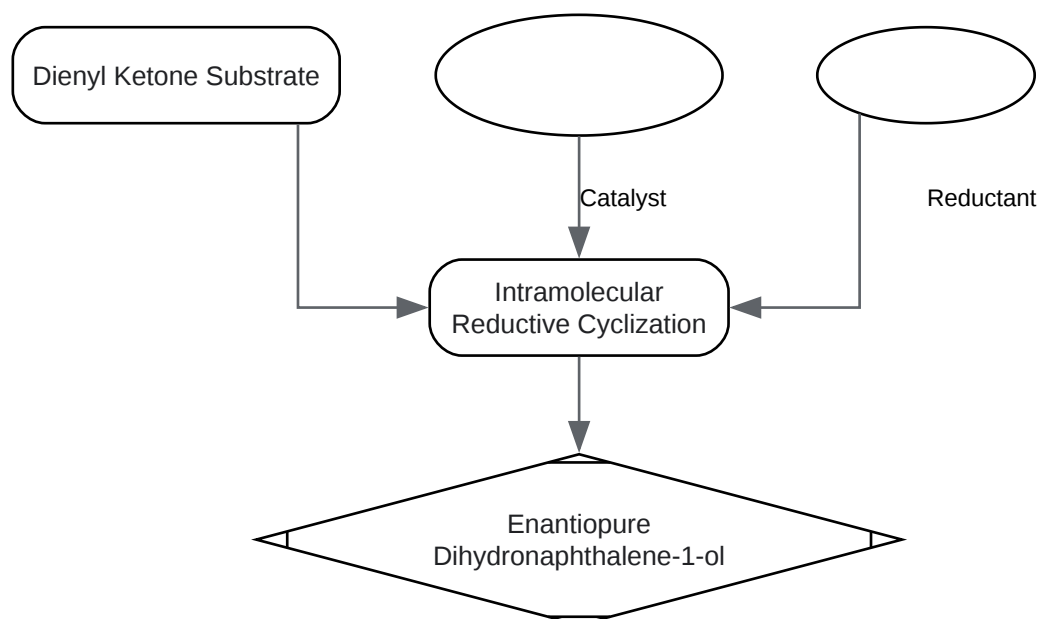 Dienyl Ketone Substrate
Catalyst
Reductant
Intramolecular
Reductive Cyclization
Enantiopure
Dihydronaphthalene-1-ol